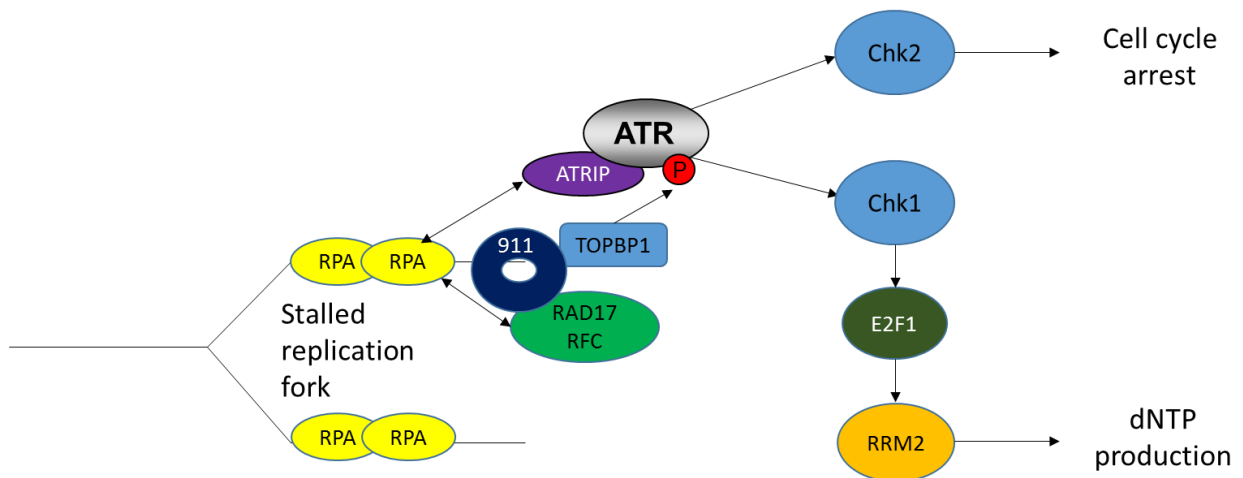 Chk2
Cell cycle
arrest
ATR
ATRIP
P
Chk1
911
TOPBP1
RPA
RPA
Stalled
replication
fork
RAD17
RFC
E2F1
RPA
RPA
RRM2
dNTP
production